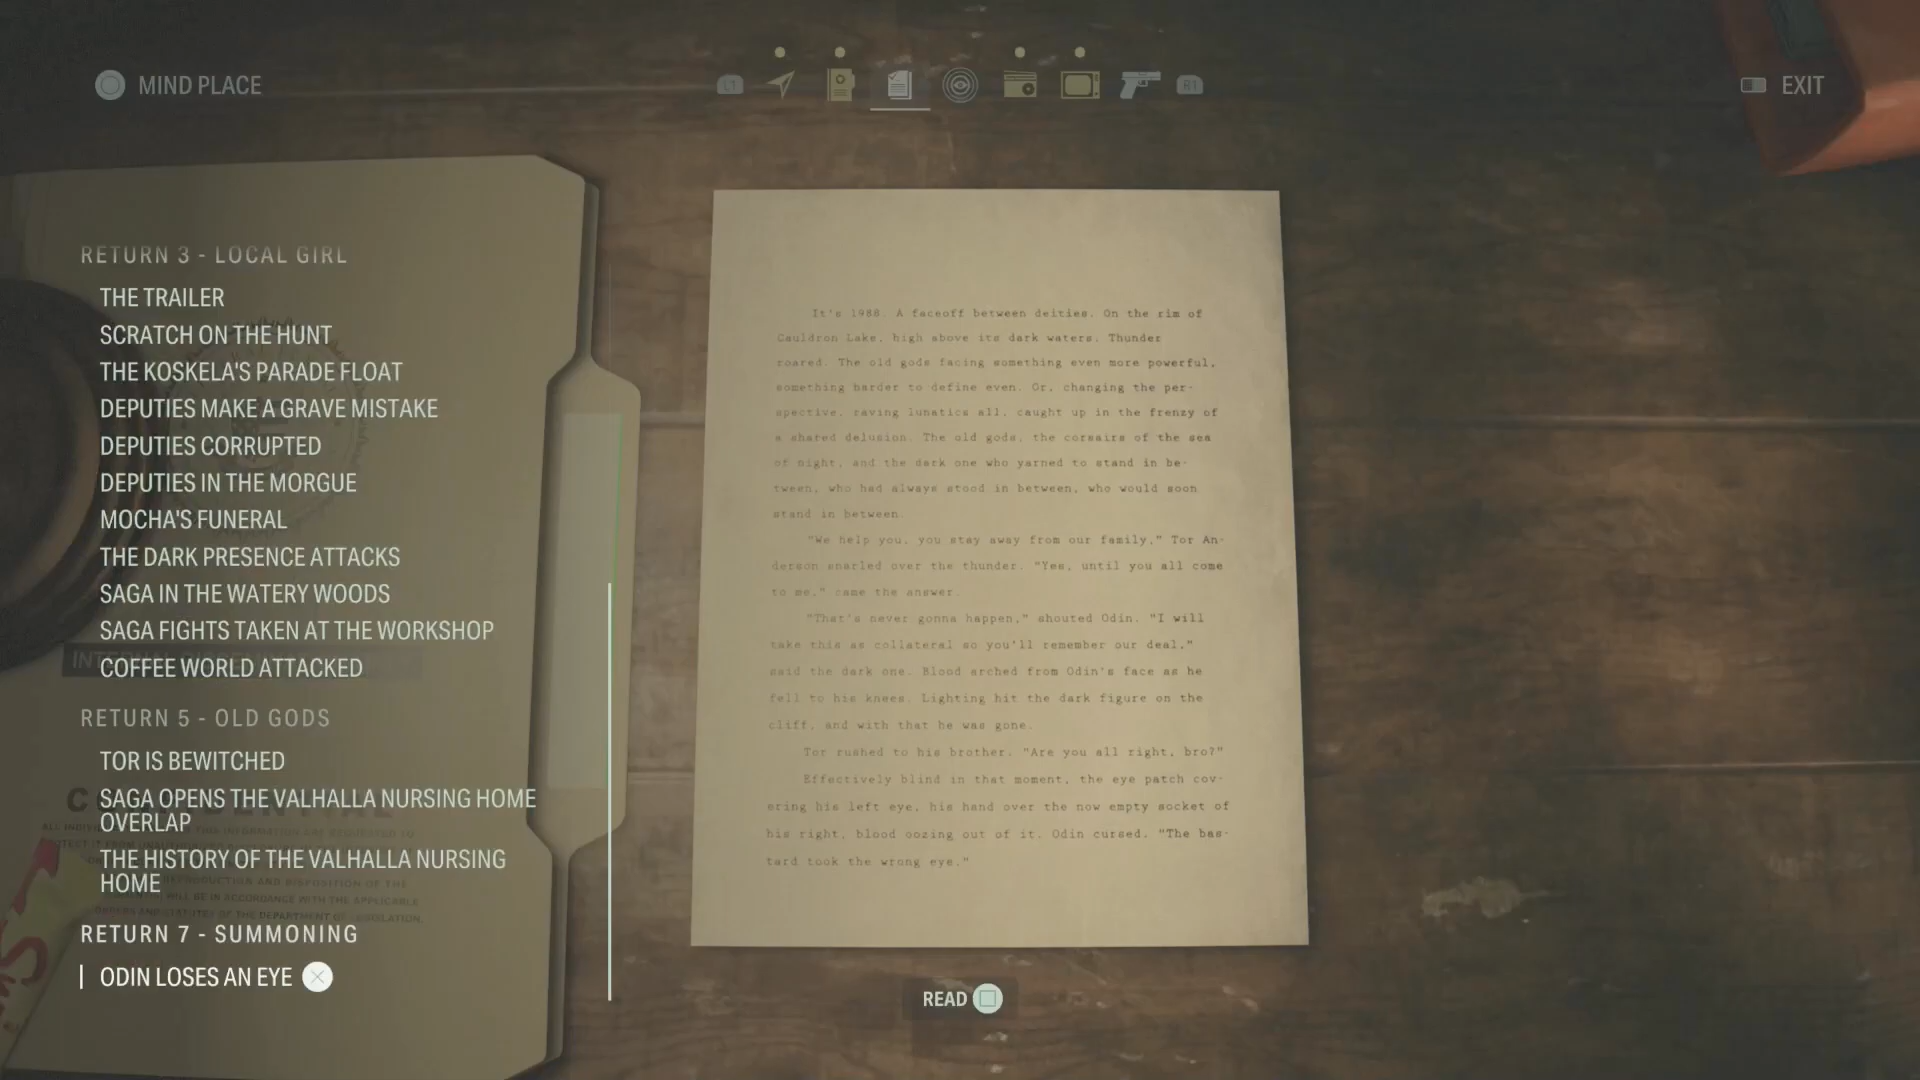 MIND PLACE
L1
R1
EXIT
RETURN 3 - LOCAL GIRL
THE TRAILER
SCRATCH ON THE HUNT
THE KOSKELA'S PARADE FLOAT
DEPUTIES MAKE A GRAVE MISTAKE
DEPUTIES CORRUPTED
DEPUTIES IN THE MORGUE
MOCHA'S FUNERAL
THE DARK PRESENCE ATTACKS
SAGA IN THE WATERY WOODS
SAGA FIGHTS TAKEN AT THE WORKSHOP
COFFEE WORLD ATTACKED
RETURN 5 - OLD GODS
TOR IS BEWITCHED
SAGA OPENS THE VALHALLA NURSING HOME
OVERLAP
THE HISTORY OF THE VALHALLA NURSING
HOME
RETURN 7 - SUMMONING
ODIN LOSES AN EYE
It's 1988. A faceoff between deities. On the rim of
Cauldron Lake, high above its dark waters. Thunder
roared. The old gods facing something even more powerful,
something harder to define even. Or, changing the per-
spective, raving lunatics all, caught up in the frenzy of
a shared delusion. The old gods, the corsairs of the sea
of night, and the dark one who yarned to stand in be-
tween, who had always stood in between, who would soon
stand in between.
"We help you, you stay away from our family," Tor An-
derson snarled over the thunder. "Yes, until you all come
to me," came the answer.
"That's never gonna happen," shouted Odin. "I will
take this as collateral so you'll remember our deal,"
said the dark one. Blood arched from Odin's face as he
fell to his knees. Lighting hit the dark figure on the
cliff, and with that he was gone.
Tor rushed to his brother. "Are you all right, bro?"
Effectively blind in that moment, the eye patch cov-
ering his left eye, his hand over the now empty socket of
his right, blood oozing out of it. Odin cursed. "The bas-
tard took the wrong eye."
READ